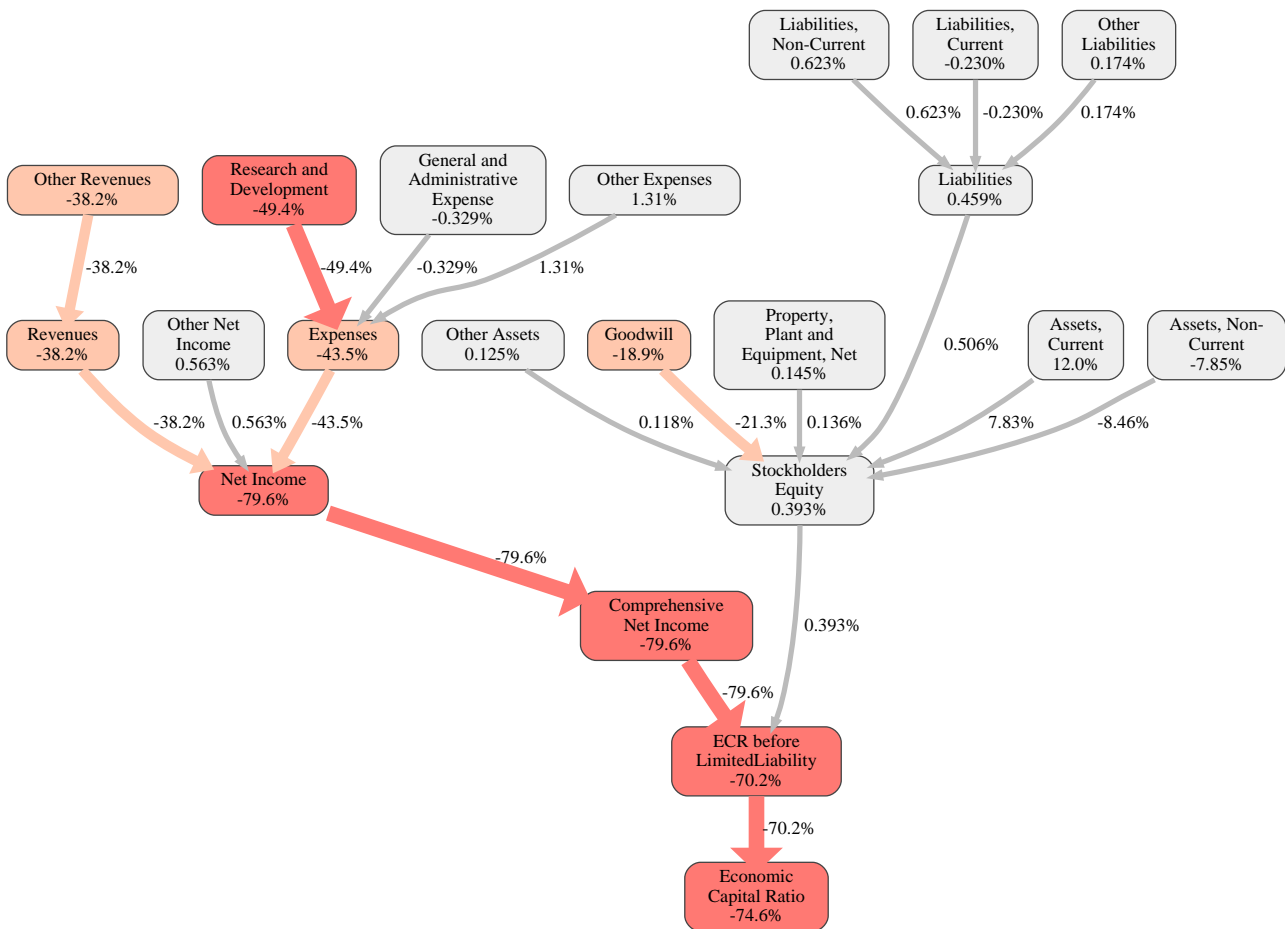 Liabilities,
Non-Current
0.623%
Liabilities,
Current
-0.230%
Other
Liabilities
0.174%
0.623%
-0.230%
0.174%
Other Revenues
-38.2%
Research and
Development
-49.4%
General and
Administrative
Expense
-0.329%
Other Expenses
1.31%
Liabilities
0.459%
-38.2%
-49.4%
-0.329%
1.31%
Revenues
-38.2%
Other Net
Income
0.563%
Expenses
-43.5%
Other Assets
0.125%
Goodwill
-18.9%
Property,
Plant and
Equipment, Net
0.145%
0.506%
Assets,
Current
12.0%
Assets, Non-
Current
-7.85%
-38.2%
0.563%
-43.5%
0.118%
-21.3%
0.136%
7.83%
-8.46%
Net Income
-79.6%
Stockholders
Equity
0.393%
-79.6%
Comprehensive
Net Income
-79.6%
0.393%
-79.6%
ECR before
LimitedLiability
-70.2%
-70.2%
Economic
Capital Ratio
-74.6%